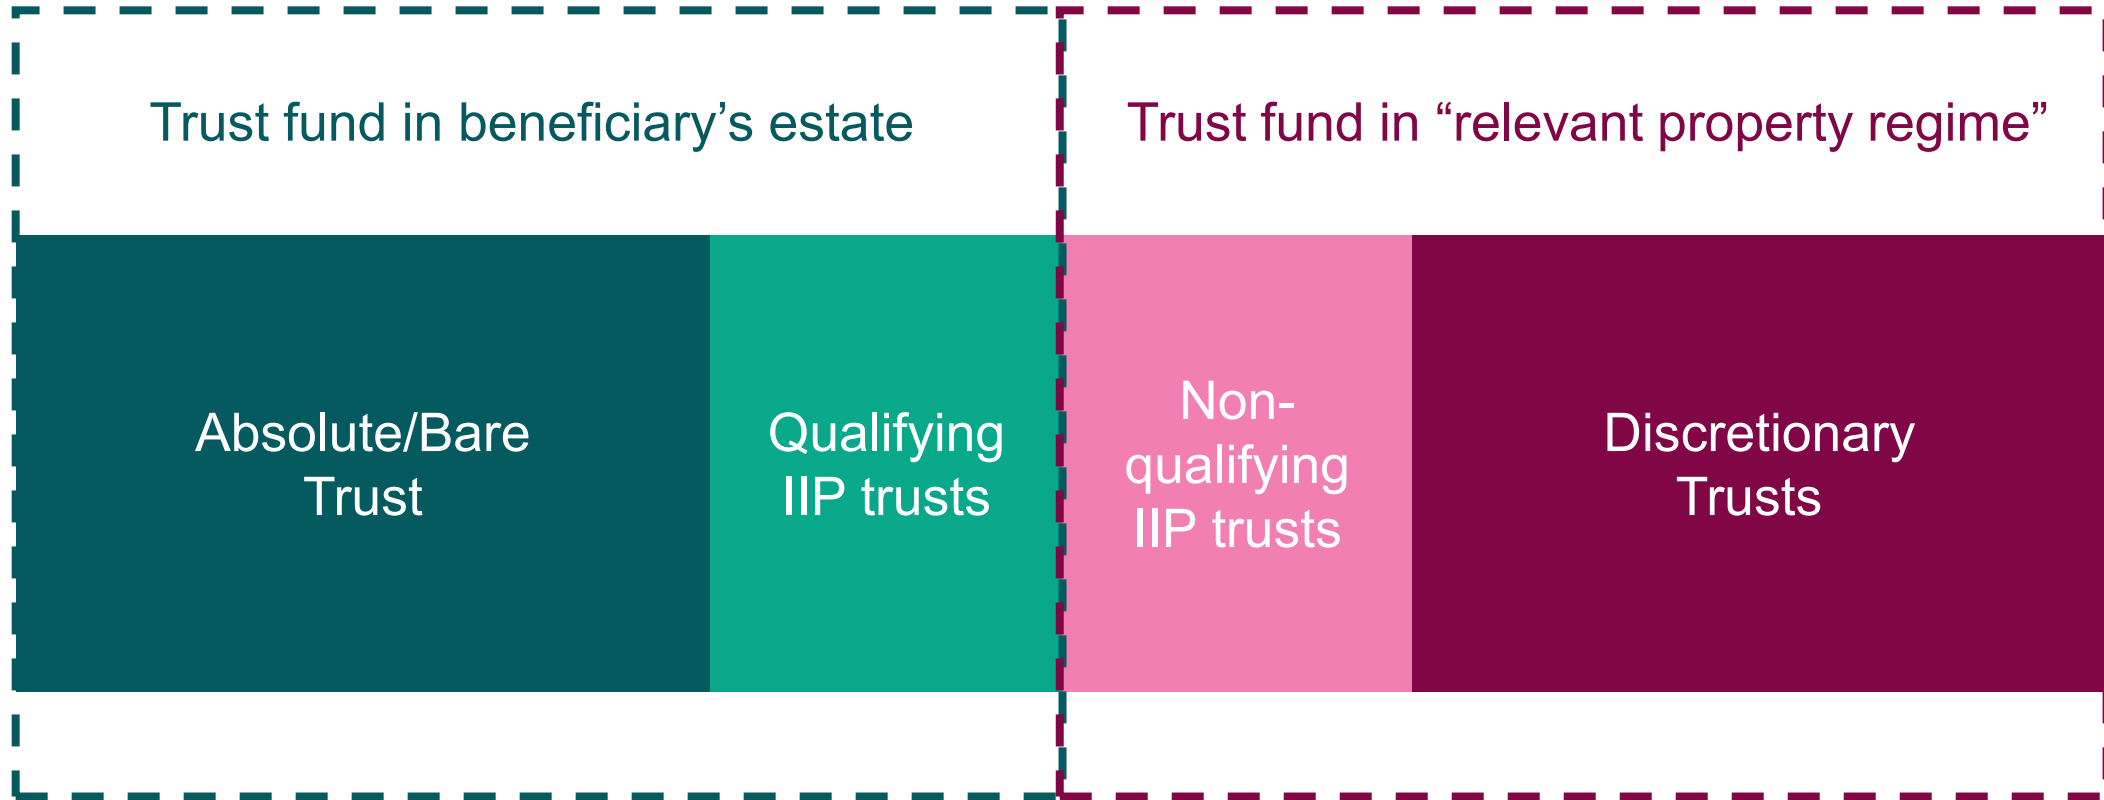 Trust fund in beneficiary’s estate
Trust fund in “relevant property regime”
Absolute/Bare
Trust
Qualifying
IIP trusts
Non-
qualifying
IIP trusts
Discretionary
Trusts